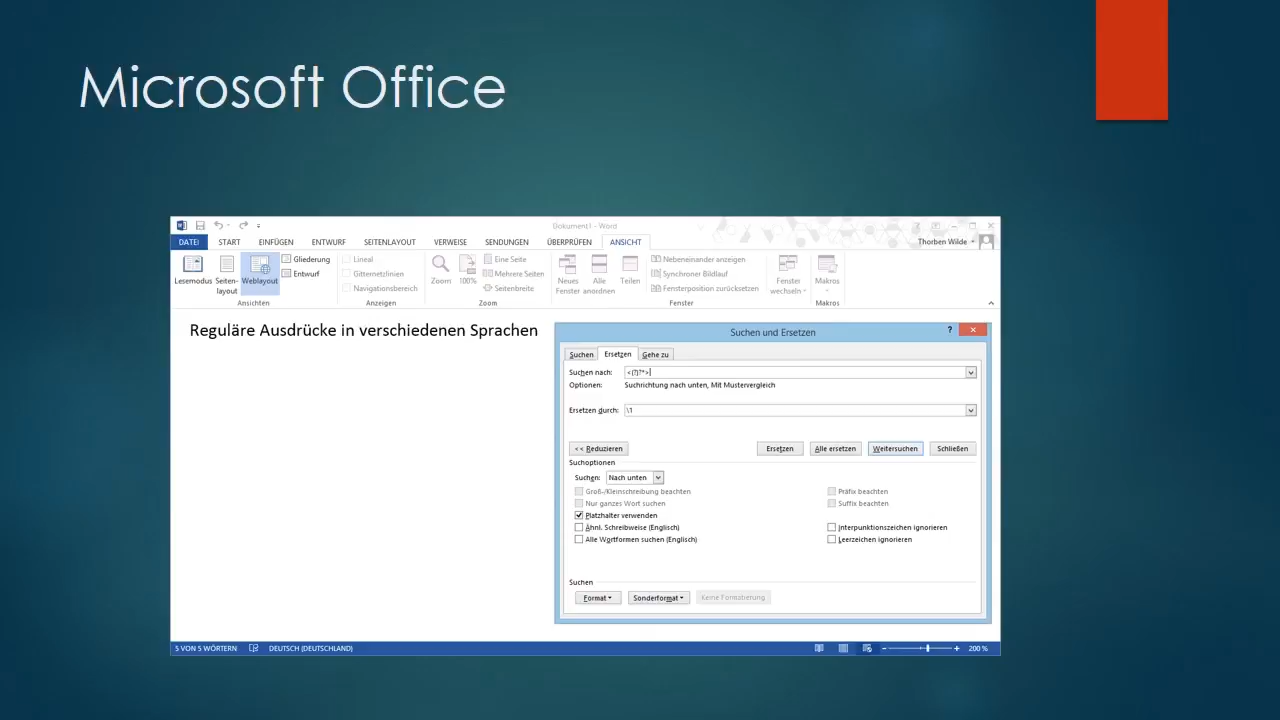 Microsoft Office
Dokument1 - Word
DATEI START EINFÜGEN ENTWURF SEITENLAYOUT VERWEISE SENDUNGEN ÜBERPRÜFEN ANSICHT Thorben Wilde
Lesemodus
Seiten-
layout
Weblayout
Gliederung
Entwurf
Ansichten
Lineal
Gitternetzlinien
Navigationsbereich
Anzeigen
Zoom
100%
Eine Seite
Mehrere Seiten
Seitenbreite
Zoom
Neues
Fenster
Alle
anordnen
Teilen
Nebeneinander anzeigen
Synchroner Bildlauf
Fensterposition zurücksetzen
Fenster
wechseln
Fenster
Makros
Makros
Reguläre Ausdrücke in verschiedenen Sprachen
Suchen und Ersetzen
Suchen Ersetzen Gehe zu
Suchen nach: <(?)?*>
Optionen: Suchrichtung nach unten, Mit Mustervergleich
Ersetzen durch: \1
<< Reduzieren Ersetzen Alle ersetzen Weitersuchen Schließen
Suchoptionen
Suchen: Nach unten
Groß-/Kleinschreibung beachten Präfix beachten
Nur ganzes Wort suchen Suffix beachten
Platzhalter verwenden
Ähnl. Schreibweise (Englisch) Interpunktionszeichen ignorieren
Alle Wortformen suchen (Englisch) Leerzeichen ignorieren
Suchen
Format Sonderformat Keine Formatierung
5 VON 5 WÖRTERN DEUTSCH (DEUTSCHLAND) 200 %